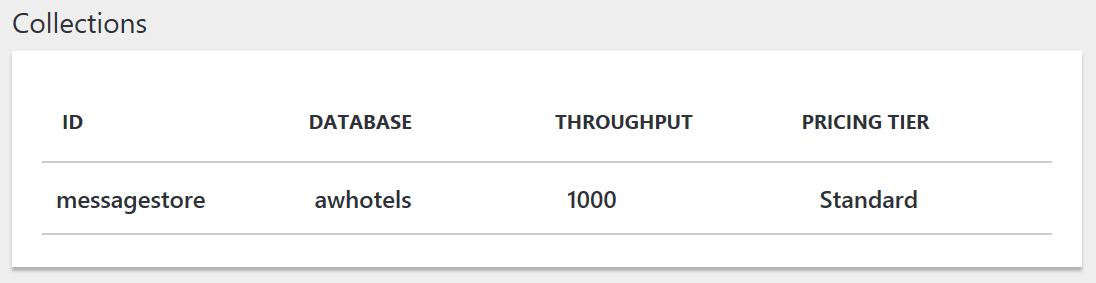 Collections
ID DATABASE THROUGHPUT PRICING TIER
messagestore awhotels 1000 Standard